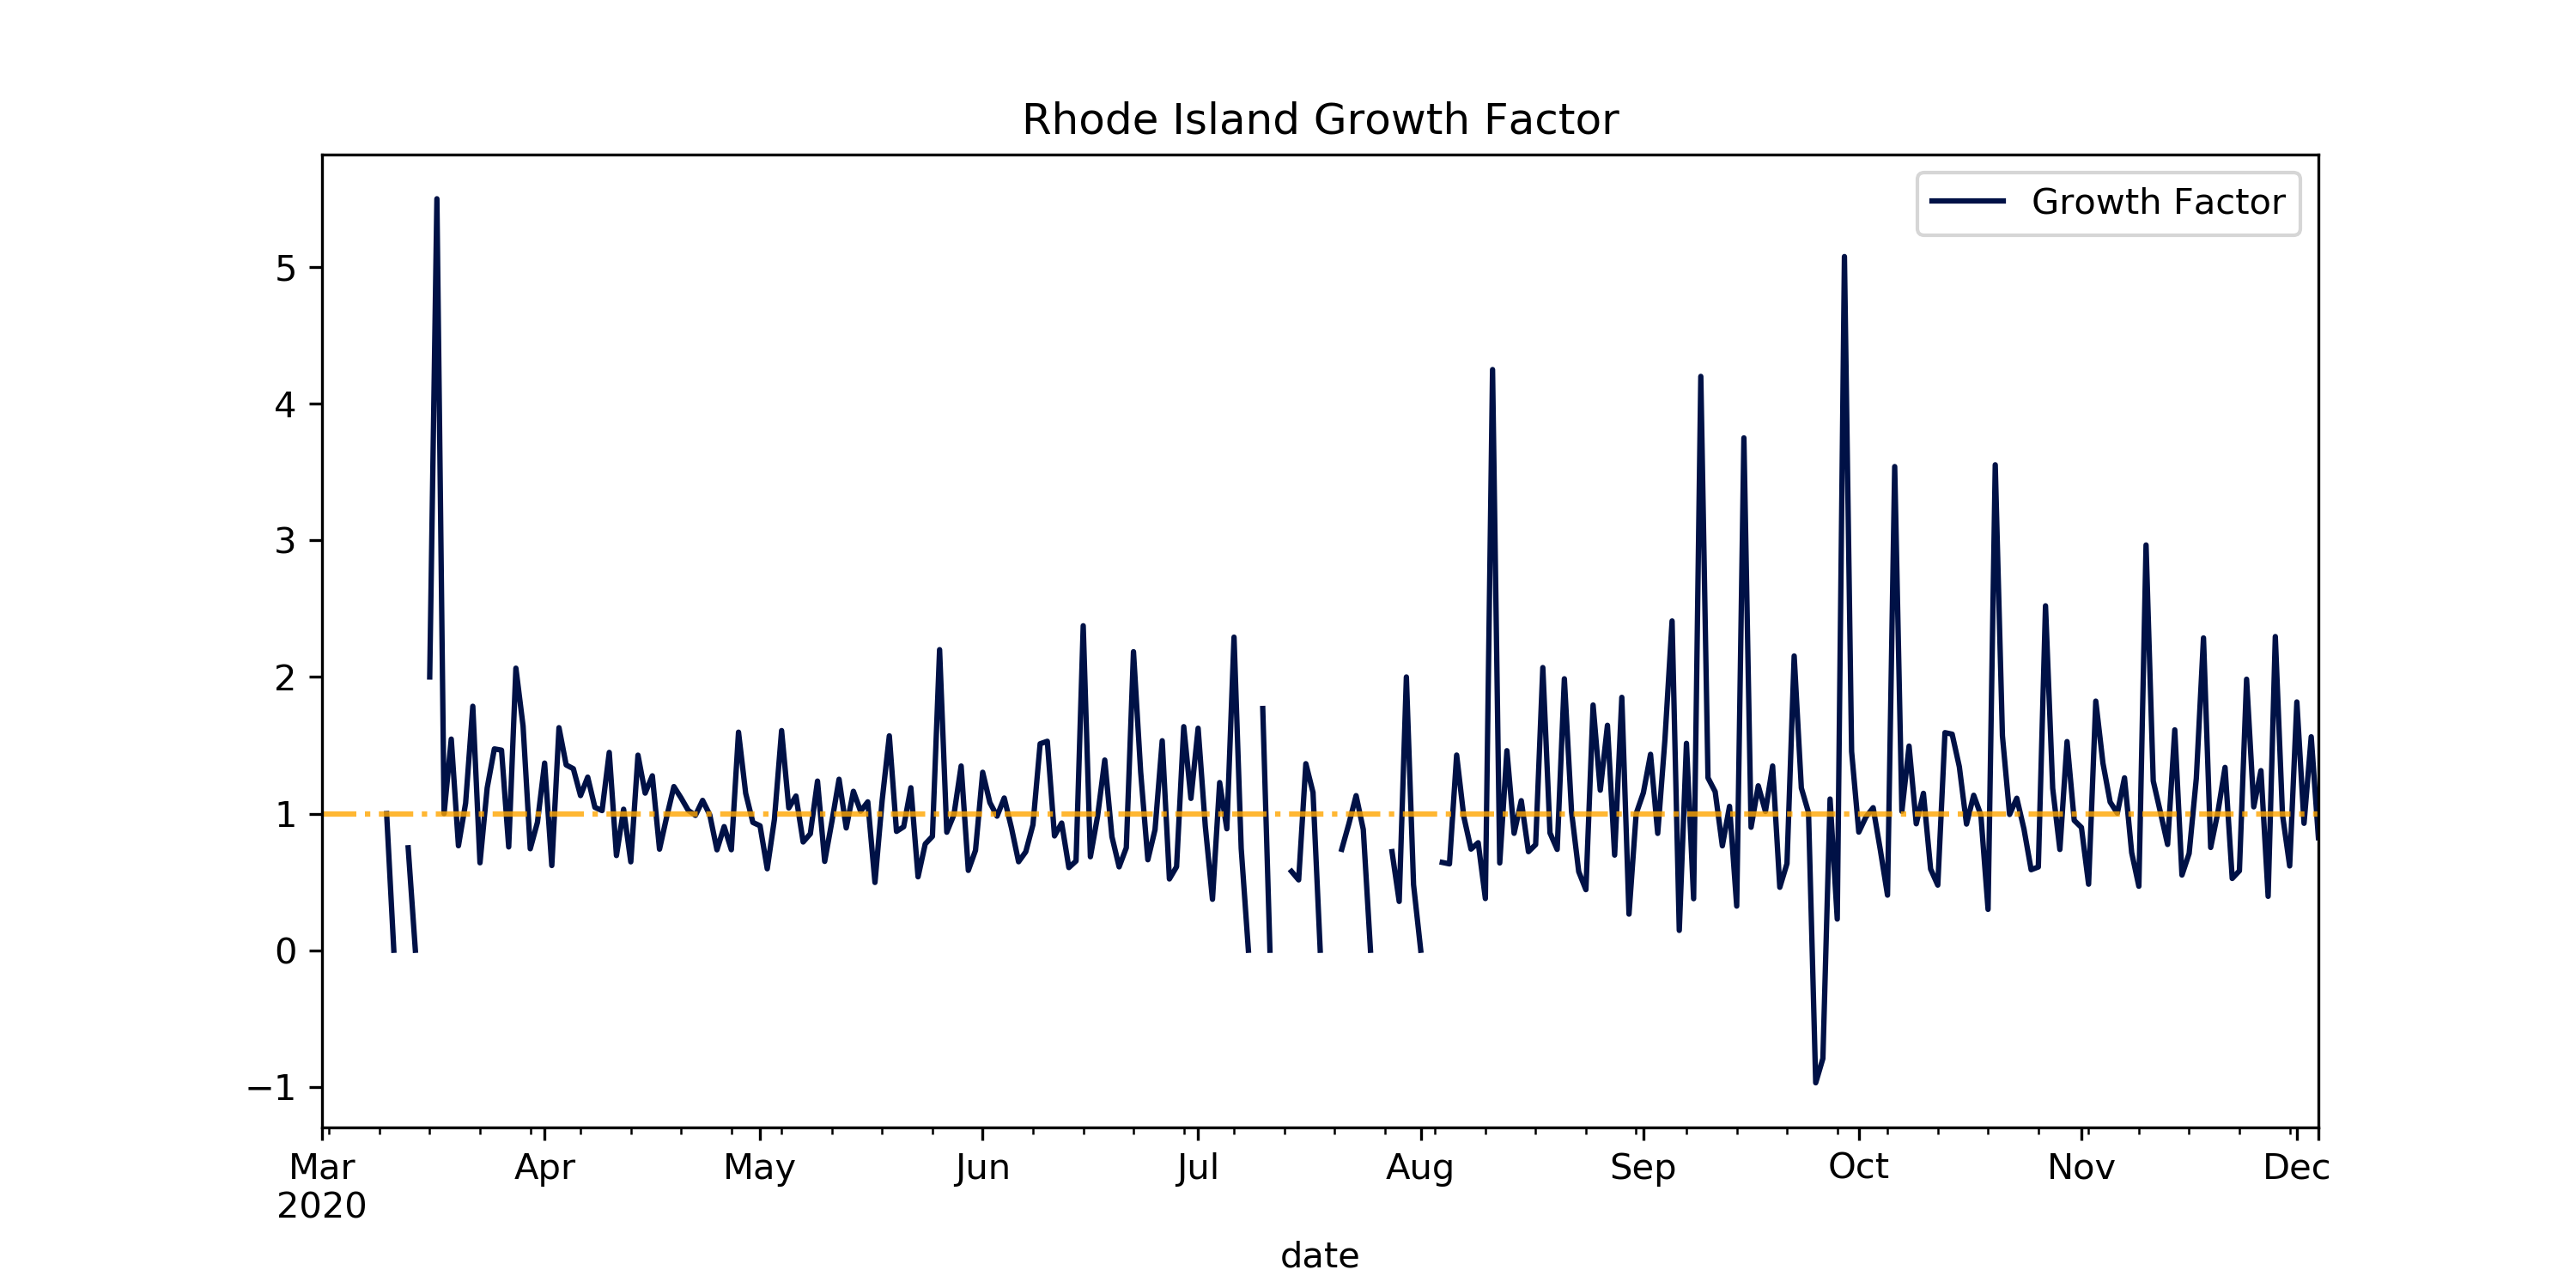 Rhode Island Growth Factor
Growth Factor
5
4
3
2
1
0
−1
Mar Apr May Jun Jul Aug Sep Oct Nov Dec
2020
date